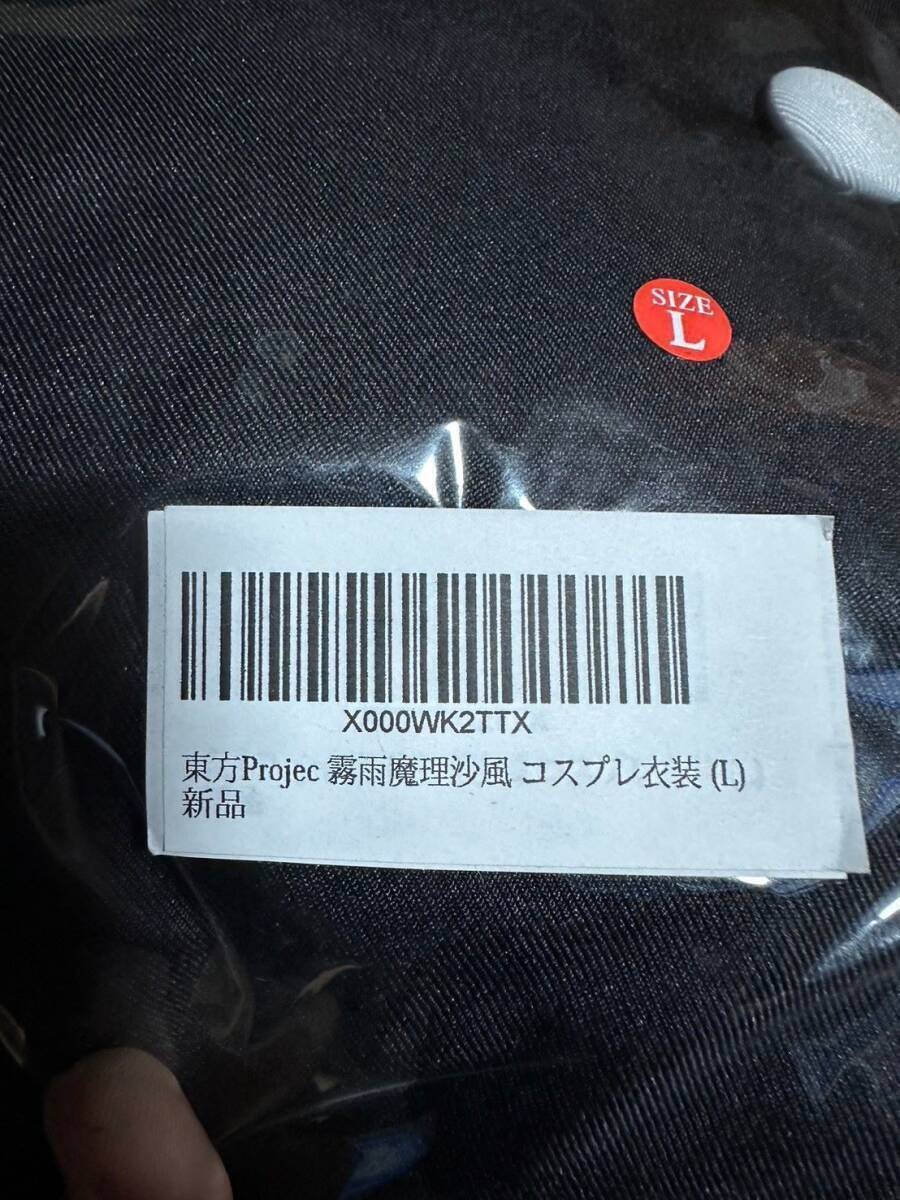 SIZE
L
X000WK2TTX
東方Projec 霧雨魔理沙風 コスプレ衣装 (L)
新品